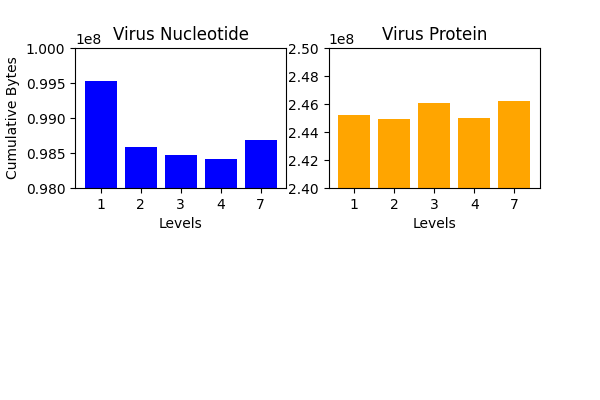 Virus Nucleotide
1e8
1.000
0.995
0.990
0.985
0.980
Cumulative Bytes
1 2 3 4 7
Levels
Virus Protein
1e8
2.50
2.48
2.46
2.44
2.42
2.40
1 2 3 4 7
Levels